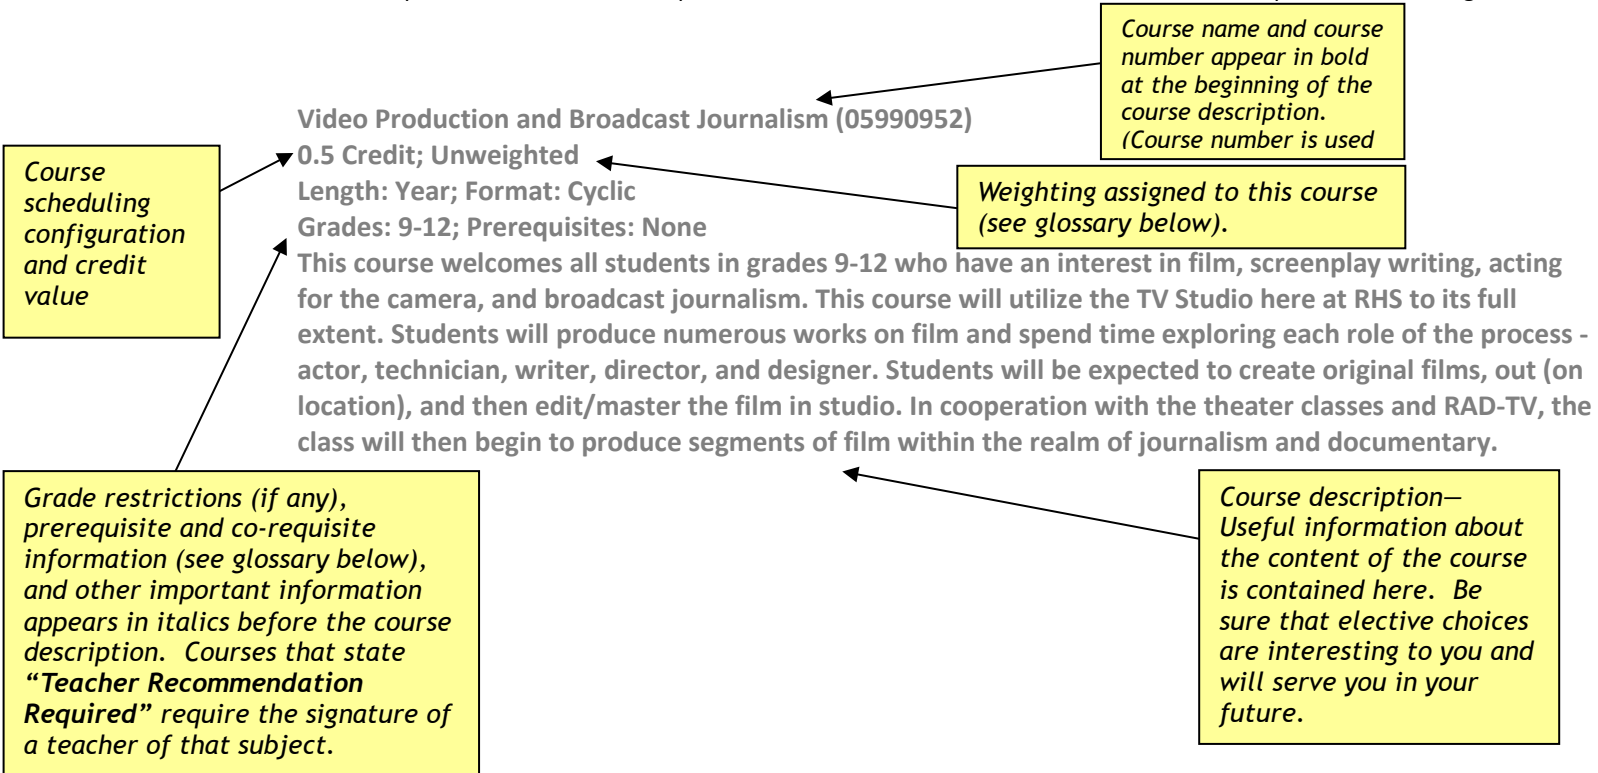 Course name and course
number appear in bold
at the beginning of the
course description.
(Course number is used
Video Production and Broadcast Journalism (05990952)
0.5 Credit; Unweighted
Length: Year; Format: Cyclic
Grades: 9-12; Prerequisites: None
This course welcomes all students in grades 9-12 who have an interest in film, screenplay writing, acting
for the camera, and broadcast journalism. This course will utilize the TV Studio here at RHS to its full
extent. Students will produce numerous works on film and spend time exploring each role of the process -
actor, technician, writer, director, and designer. Students will be expected to create original films, out (on
location), and then edit/master the film in studio. In cooperation with the theater classes and RAD-TV, the
class will then begin to produce segments of film within the realm of journalism and documentary.
Course
scheduling
configuration
and credit
value
Weighting assigned to this course
(see glossary below).
Grade restrictions (if any),
prerequisite and co-requisite
information (see glossary below),
and other important information
appears in italics before the course
description.  Courses that state
“Teacher Recommendation
Required” require the signature of
a teacher of that subject.
Course description—
Useful information about
the content of the course
is contained here.  Be
sure that elective choices
are interesting to you and
will serve you in your
future.